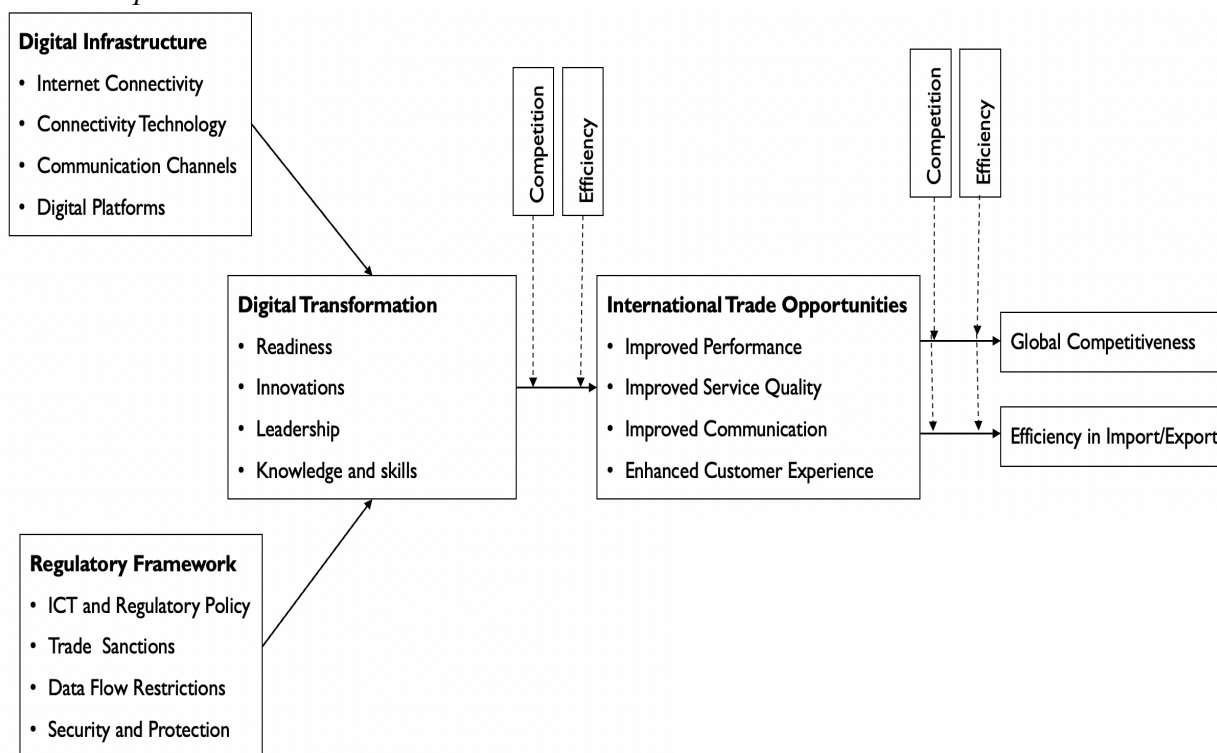 Digital Infrastructure
• Internet Connectivity
• Connectivity Technology
• Communication Channels
• Digital Platforms
Competition
Efficiency
Competition
Efficiency
Digital Transformation
• Readiness
• Innovations
• Leadership
• Knowledge and skills
International Trade Opportunities
• Improved Performance
• Improved Service Quality
• Improved Communication
• Enhanced Customer Experience
Global Competitiveness
Efficiency in Import/Export
Regulatory Framework
• ICT and Regulatory Policy
• Trade Sanctions
• Data Flow Restrictions
• Security and Protection